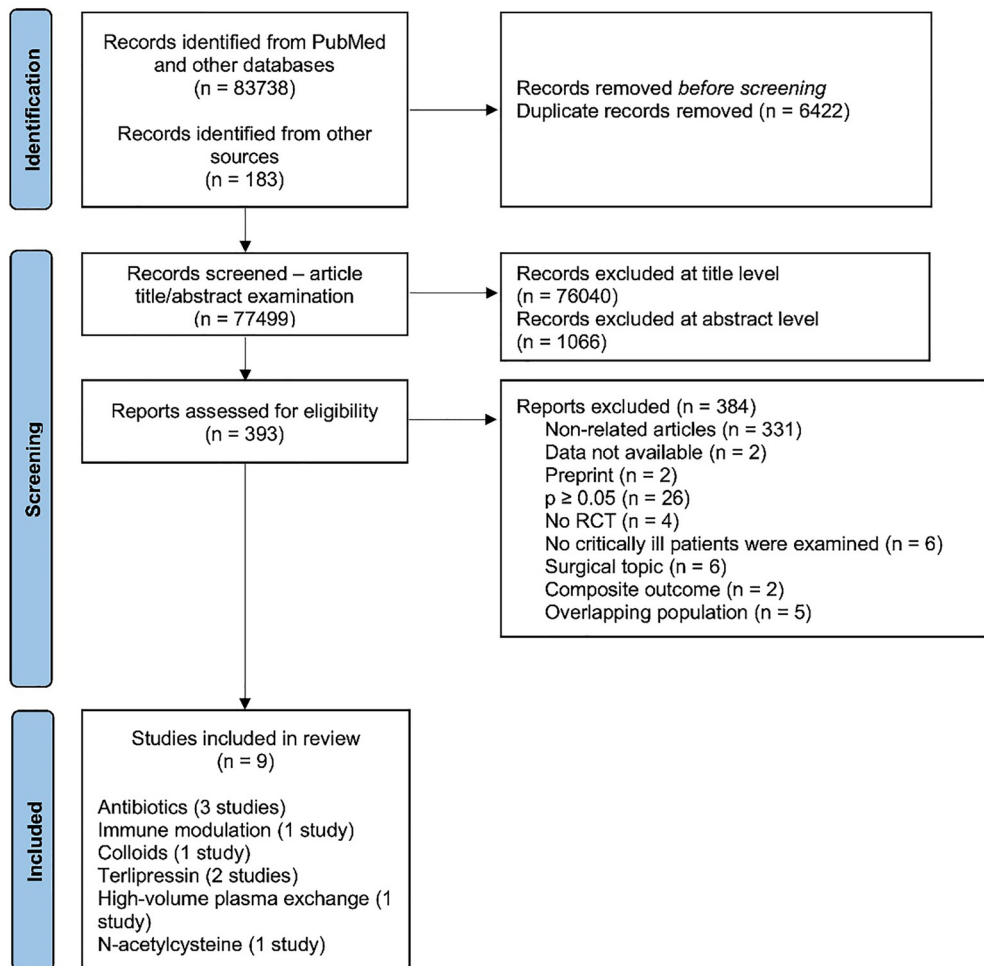 Identification
Records identified from PubMed
and other databases
(n = 83738)
Records identified from other
sources
(n = 183)
Records removed before screening
Duplicate records removed (n = 6422)
Screening
Records screened – article
title/abstract examination
(n = 77499)
Records excluded at title level
(n = 76040)
Records excluded at abstract level
(n = 1066)
Reports assessed for eligibility
(n = 393)
Reports excluded (n = 384)
Non-related articles (n = 331)
Data not available (n = 2)
Preprint (n = 2)
p ≥ 0.05 (n = 26)
No RCT (n = 4)
No critically ill patients were examined (n = 6)
Surgical topic (n = 6)
Composite outcome (n = 2)
Overlapping population (n = 5)
Included
Studies included in review
(n = 9)
Antibiotics (3 studies)
Immune modulation (1 study)
Colloids (1 study)
Terlipressin (2 studies)
High-volume plasma exchange (1
study)
N-acetylcysteine (1 study)